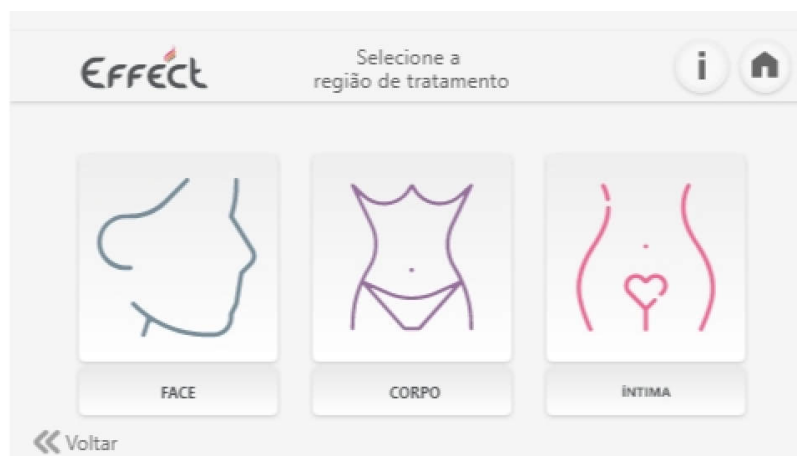 Effect
Selecione a
região de tratamento
i
FACE
CORPO
ÍNTIMA
Voltar